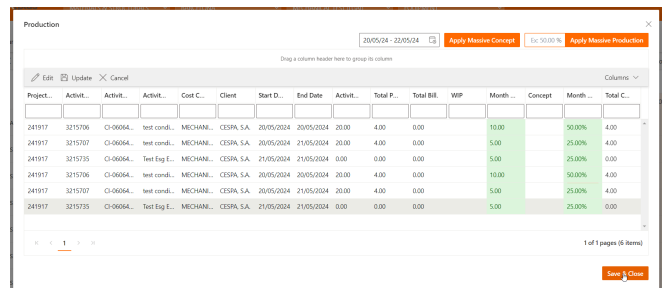 Production
20/05/24 - 22/05/24 Apply Massive Concept Ex: 50.00 % Apply Massive Production
Drag a column header here to group its column
Edit Update Cancel Columns
Project... Activit... Activit... Activit... Cost C... Client Start D... End Date Activit... Total P... Total Bill. WIP Month ... Concept Month ... Total C...
241917 3215706 CI-06064... test condi... MECHANI... CESPA, S.A. 20/05/2024 20/05/2024 20.00 4.00 0.00 10.00 50.00% 4.00
241917 3215707 CI-06064... test condi... MECHANI... CESPA, S.A. 20/05/2024 21/05/2024 20.00 4.00 0.00 5.00 25.00% 4.00
241917 3215735 CI-06064... Test Esg E... MECHANI... CESPA, S.A. 21/05/2024 21/05/2024 0.00 0.00 0.00 5.00 25.00% 0.00
241917 3215706 CI-06064... test condi... MECHANI... CESPA, S.A. 20/05/2024 20/05/2024 20.00 4.00 0.00 10.00 50.00% 4.00
241917 3215707 CI-06064... test condi... MECHANI... CESPA, S.A. 20/05/2024 21/05/2024 20.00 4.00 0.00 5.00 25.00% 4.00
241917 3215735 CI-06064... Test Esg E... MECHANI... CESPA, S.A. 21/05/2024 21/05/2024 0.00 0.00 0.00 5.00 25.00% 0.00
1 1 of 1 pages (6 items)
Save & Close